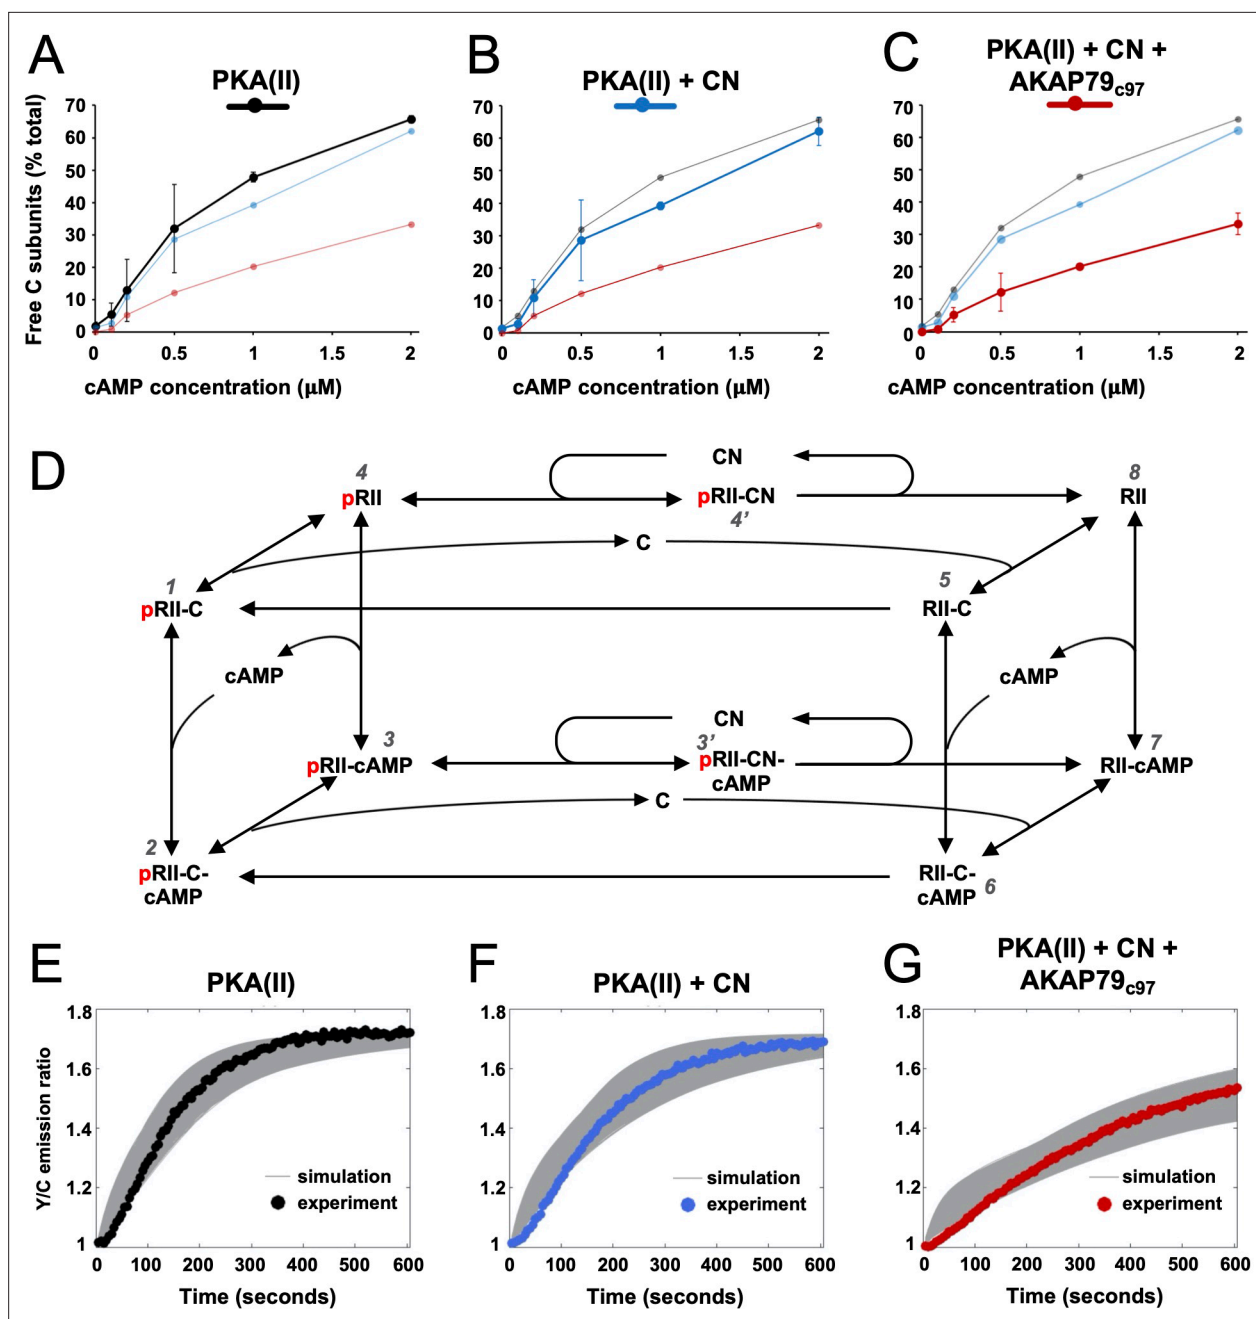 A
PKA(II)
Free C subunits (% total)
70
60
50
40
30
20
10
0
0 0.5 1 1.5 2
cAMP concentration (µM)
B
PKA(II) + CN
70
60
50
40
30
20
10
0
0 0.5 1 1.5 2
cAMP concentration (µM)
C
PKA(II) + CN +
AKAP79c97
70
60
50
40
30
20
10
0
0 0.5 1 1.5 2
cAMP concentration (µM)
D
4
pRII
CN
pRII-CN
4’
8
RII
C
1
pRII-C
5
RII-C
cAMP
cAMP
CN
3
pRII-cAMP
3’
pRII-CN-
cAMP
7
RII-cAMP
C
2
pRII-C-
cAMP
RII-C-
cAMP
6
E
PKA(II)
Y/C emission ratio
1.8
1.6
1.4
1.2
1
simulation
experiment
0 100 200 300 400 500 600
Time (seconds)
F
PKA(II) + CN
1.8
1.6
1.4
1.2
1
simulation
experiment
0 100 200 300 400 500 600
Time (seconds)
G
PKA(II) + CN +
AKAP79c97
1.8
1.6
1.4
1.2
1
simulation
experiment
0 100 200 300 400 500 600
Time (seconds)